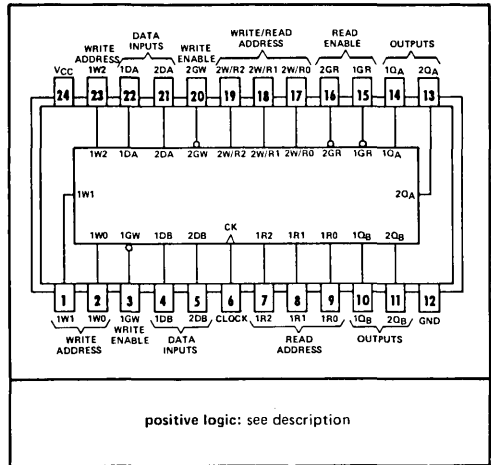 WRITE ADDRESS DATA INPUTS WRITE ENABLE WRITE/READ ADDRESS READ ENABLE OUTPUTS
VCC 1W2 1DA 2DA 2GW 2W/R2 2W/R1 2W/R0 2GR 1GR 1QA 2QA
24 23 22 21 20 19 18 17 16 15 14 13
1W2 1DA 2DA 2GW 2W/R2 2W/R1 2W/R0 2GR 1GR 1QA
1W1 2QA
1W0 1GW 1DB 2DB CK 1R2 1R1 1R0 1QB 2QB
1 2 3 4 5 6 7 8 9 10 11 12
1W1 1W0 1GW 1DB 2DB CLOCK 1R2 1R1 1R0 1QB 2QB GND
WRITE ADDRESS WRITE ENABLE DATA INPUTS READ ADDRESS OUTPUTS
positive logic: see description